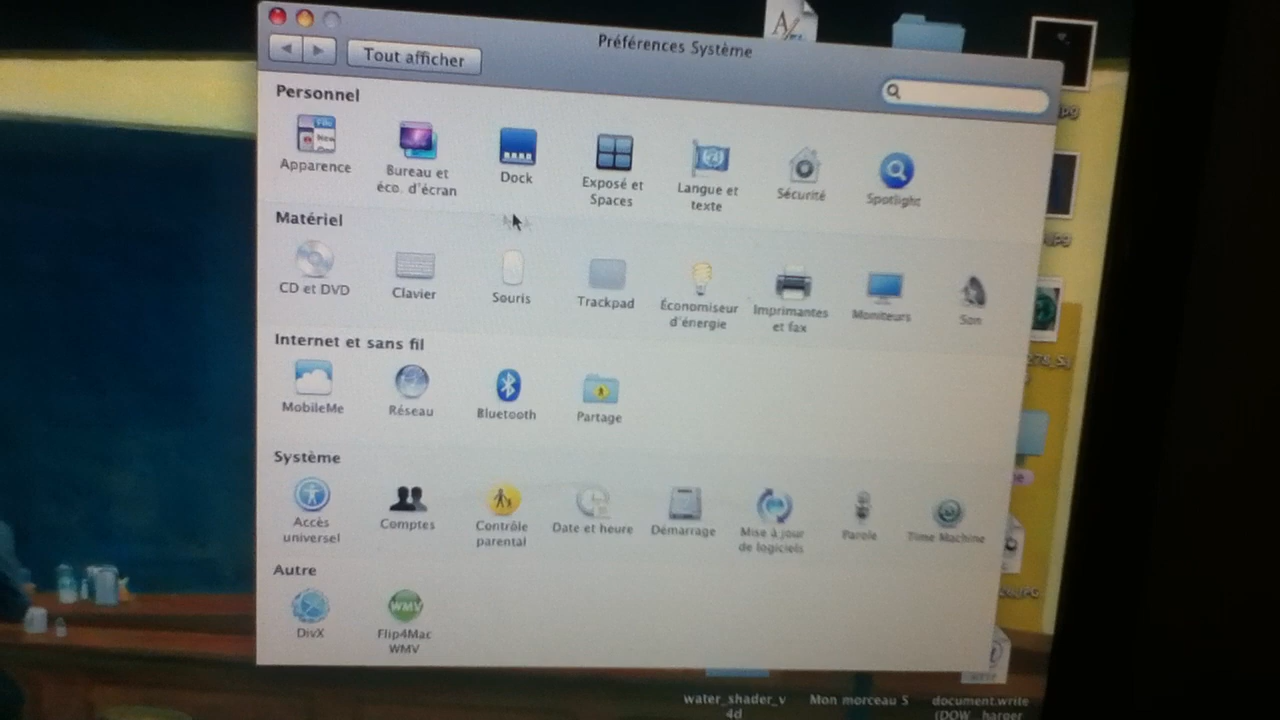 Préférences Système
Tout afficher
Personnel
Apparence
Bureau et
éco. d'écran
Dock
Exposé et
Spaces
Langue et
texte
Sécurité
Spotlight
Matériel
CD et DVD
Clavier
Souris
Trackpad
Économiseur
d'énergie
Imprimantes
et fax
Moniteurs
Son
Internet et sans fil
MobileMe
Réseau
Bluetooth
Partage
Système
Accès
universel
Comptes
Contrôle
parental
Date et heure
Démarrage
Mise à jour
de logiciels
Parole
Time Machine
Autre
DivX
WMV
Flip4Mac
WMV
water_shader_v
4d
Mon morceau S
document.write